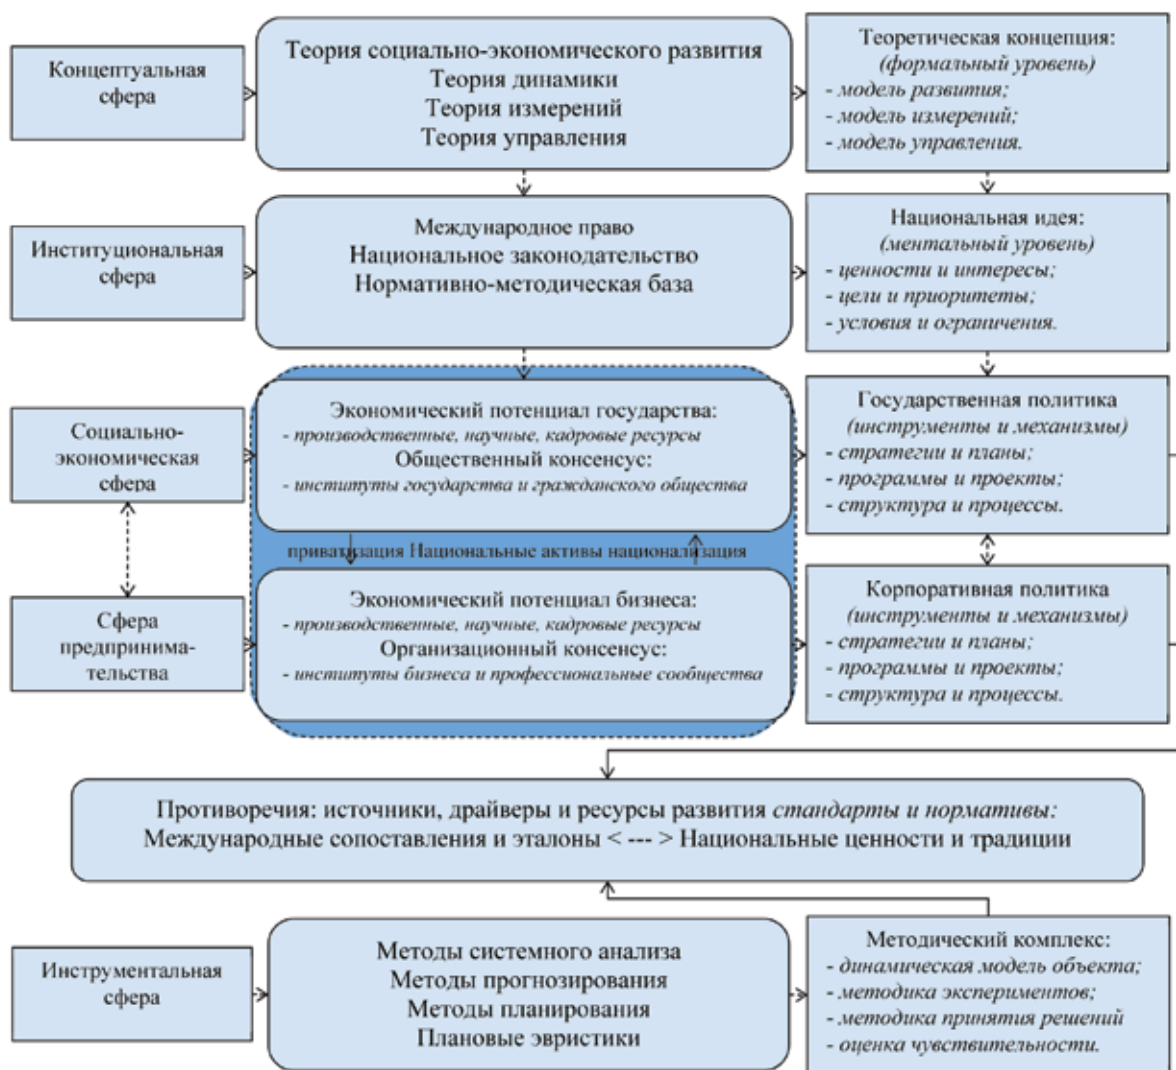 Концептуальная
сфера
Теория социально-экономического развития
Теория динамики
Теория измерений
Теория управления
Теоретическая концепция:
(формальный уровень)
- модель развития;
- модель измерений;
- модель управления.
Институциональная
сфера
Международное право
Национальное законодательство
Нормативно-методическая база
Национальная идея:
(ментальный уровень)
- ценности и интересы;
- цели и приоритеты;
- условия и ограничения.
Социально-
экономическая
сфера
Экономический потенциал государства:
- производственные, научные, кадровые ресурсы
Общественный консенсус:
- институты государства и гражданского общества
Государственная политика
(инструменты и механизмы)
- стратегии и планы;
- программы и проекты;
- структура и процессы.
приватизация Национальные активы национализация
Сфера
предпринима-
тельства
Экономический потенциал бизнеса:
- производственные, научные, кадровые ресурсы
Организационный консенсус:
- институты бизнеса и профессиональные сообщества
Корпоративная политика
(инструменты и механизмы)
- стратегии и планы;
- программы и проекты;
- структура и процессы.
Противоречия: источники, драйверы и ресурсы развития стандарты и нормативы:
Международные сопоставления и эталоны < --- > Национальные ценности и традиции
Инструментальная
сфера
Методы системного анализа
Методы прогнозирования
Методы планирования
Плановые эвристики
Методический комплекс:
- динамическая модель объекта;
- методика экспериментов;
- методика принятия решений
- оценка чувствительности.